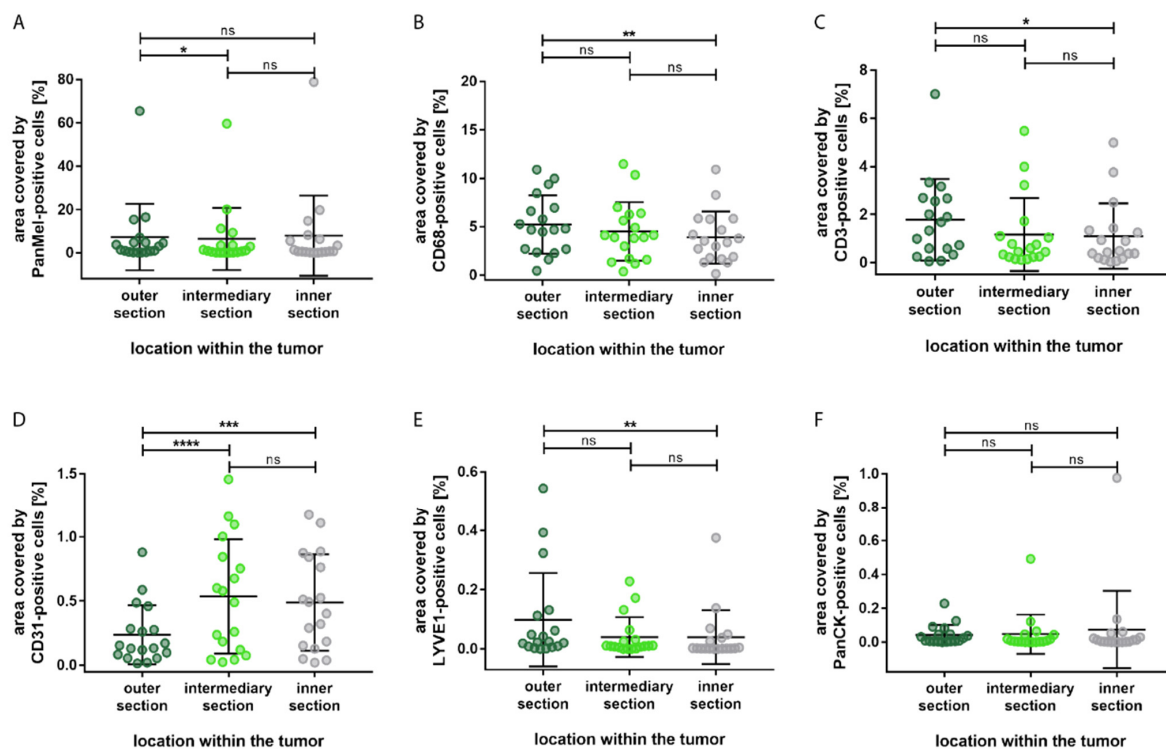 A
ns
*
ns
area covered by
PanMel-positive cells [%]
80
60
40
20
0
outer
section
intermediary
section
inner
section
location within the tumor
B
**
ns
ns
area covered by
CD68-positive cells [%]
20
15
10
5
0
outer
section
intermediary
section
inner
section
location within the tumor
C
*
ns
ns
area covered by
CD3-positive cells [%]
8
6
4
2
0
outer
section
intermediary
section
inner
section
location within the tumor
D
***
****
ns
area covered by
CD31-positive cells [%]
1.5
1.0
0.5
0.0
outer
section
intermediary
section
inner
section
location within the tumor
E
**
ns
ns
area covered by
LYVE1-positive cells [%]
0.6
0.4
0.2
0.0
outer
section
intermediary
section
inner
section
location within the tumor
F
ns
ns
ns
area covered by
PanCK-positive cells [%]
1.0
0.8
0.6
0.4
0.2
0.0
outer
section
intermediary
section
inner
section
location within the tumor